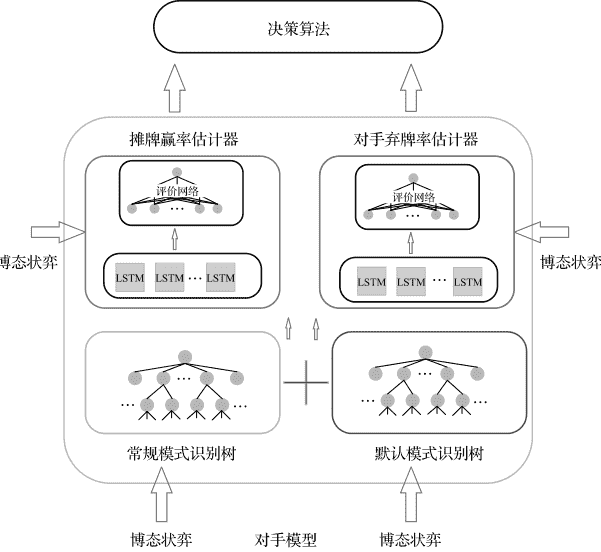 决策算法
摊牌赢率估计器
对手弃牌率估计器
评价网络
评价网络
博态状弈
博态状弈
LSTM LSTM LSTM
LSTM LSTM LSTM
常规模式识别树
默认模式识别树
博态状弈
对手模型
博态状弈